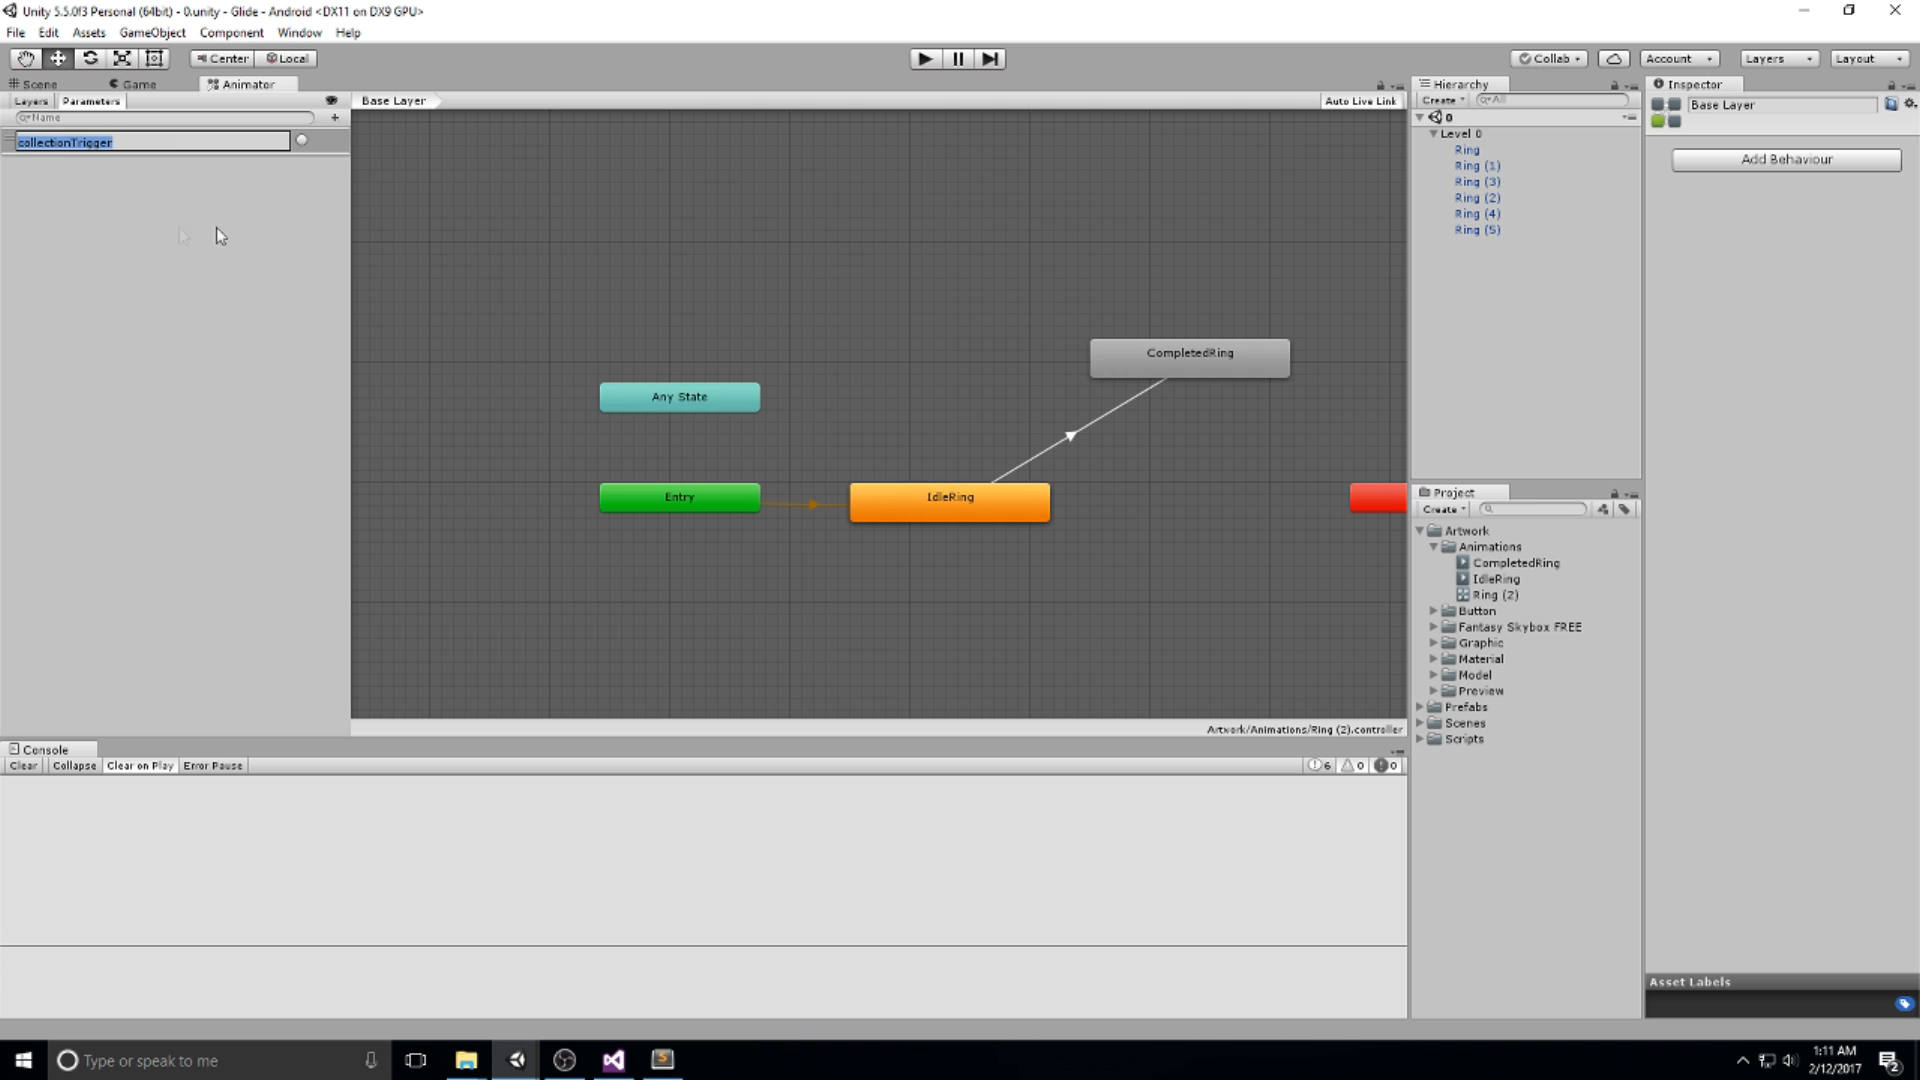 Unity 5.5.0f3 Personal (64bit) - 0.unity - Glide - Android <DX11 on DX9 GPU>
File Edit Assets GameObject Component Window Help
Center Local Collab Account Layers Layout
Scene Game Animator
Layers Parameters
Name
collectionTrigger
Base Layer
Auto Live Link
Any State
Entry
IdleRing
CompletedRing
Artwork/Animations/Ring (2).controller
Hierarchy
Create All
0
Level 0
Ring
Ring (1)
Ring (3)
Ring (2)
Ring (4)
Ring (5)
Project
Create
Artwork
Animations
CompletedRing
IdleRing
Ring (2)
Button
Fantasy Skybox FREE
Graphic
Material
Model
Preview
Prefabs
Scenes
Scripts
Inspector
Base Layer
Add Behaviour
Asset Labels
Console
Clear Collapse Clear on Play Error Pause
6 0 0
Type or speak to me
1:11 AM
2/12/2017
2